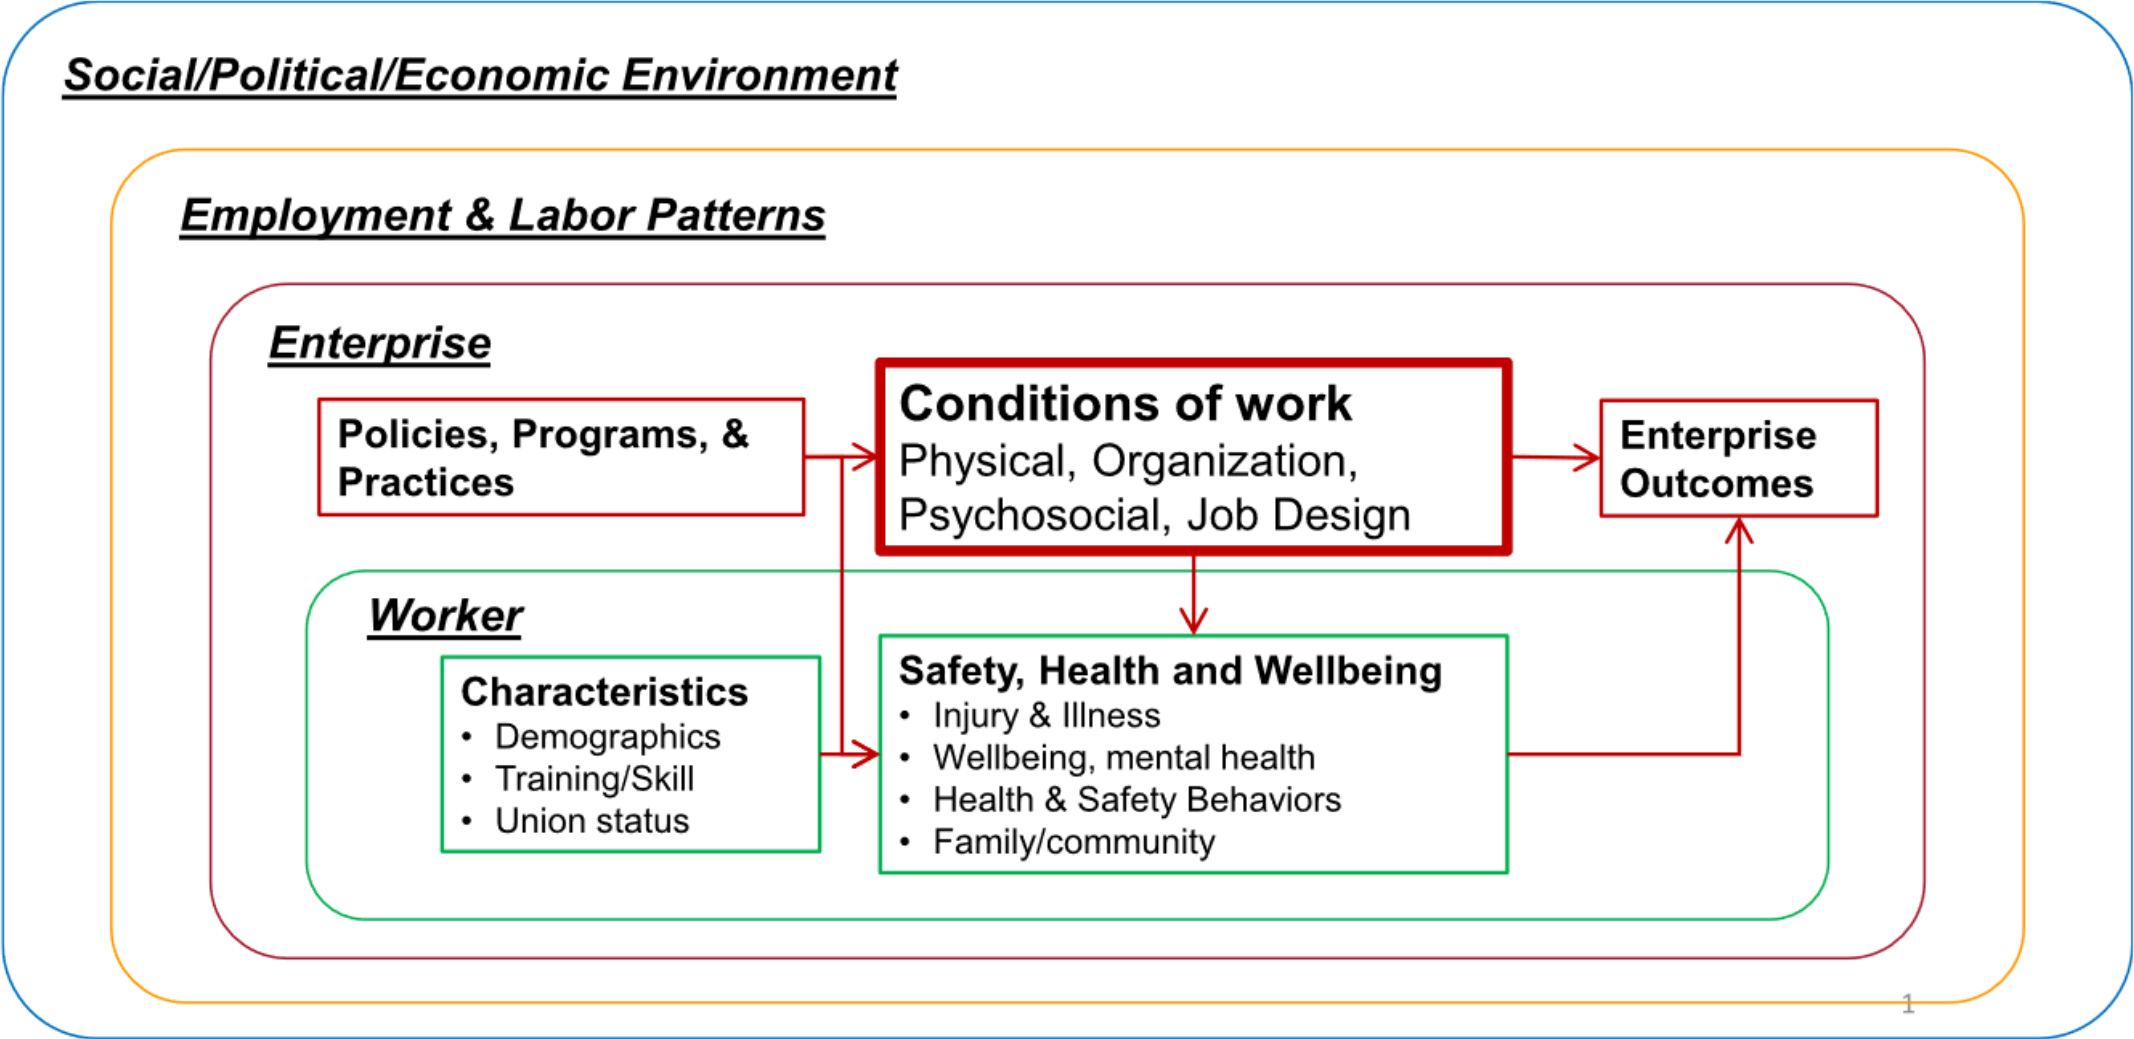 Social/Political/Economic Environment
Employment & Labor Patterns
Enterprise
Policies, Programs, &
Practices
Conditions of work
Physical, Organization,
Psychosocial, Job Design
Enterprise
Outcomes
Worker
Characteristics
• Demographics
• Training/Skill
• Union status
Safety, Health and Wellbeing
• Injury & Illness
• Wellbeing, mental health
• Health & Safety Behaviors
• Family/community
1